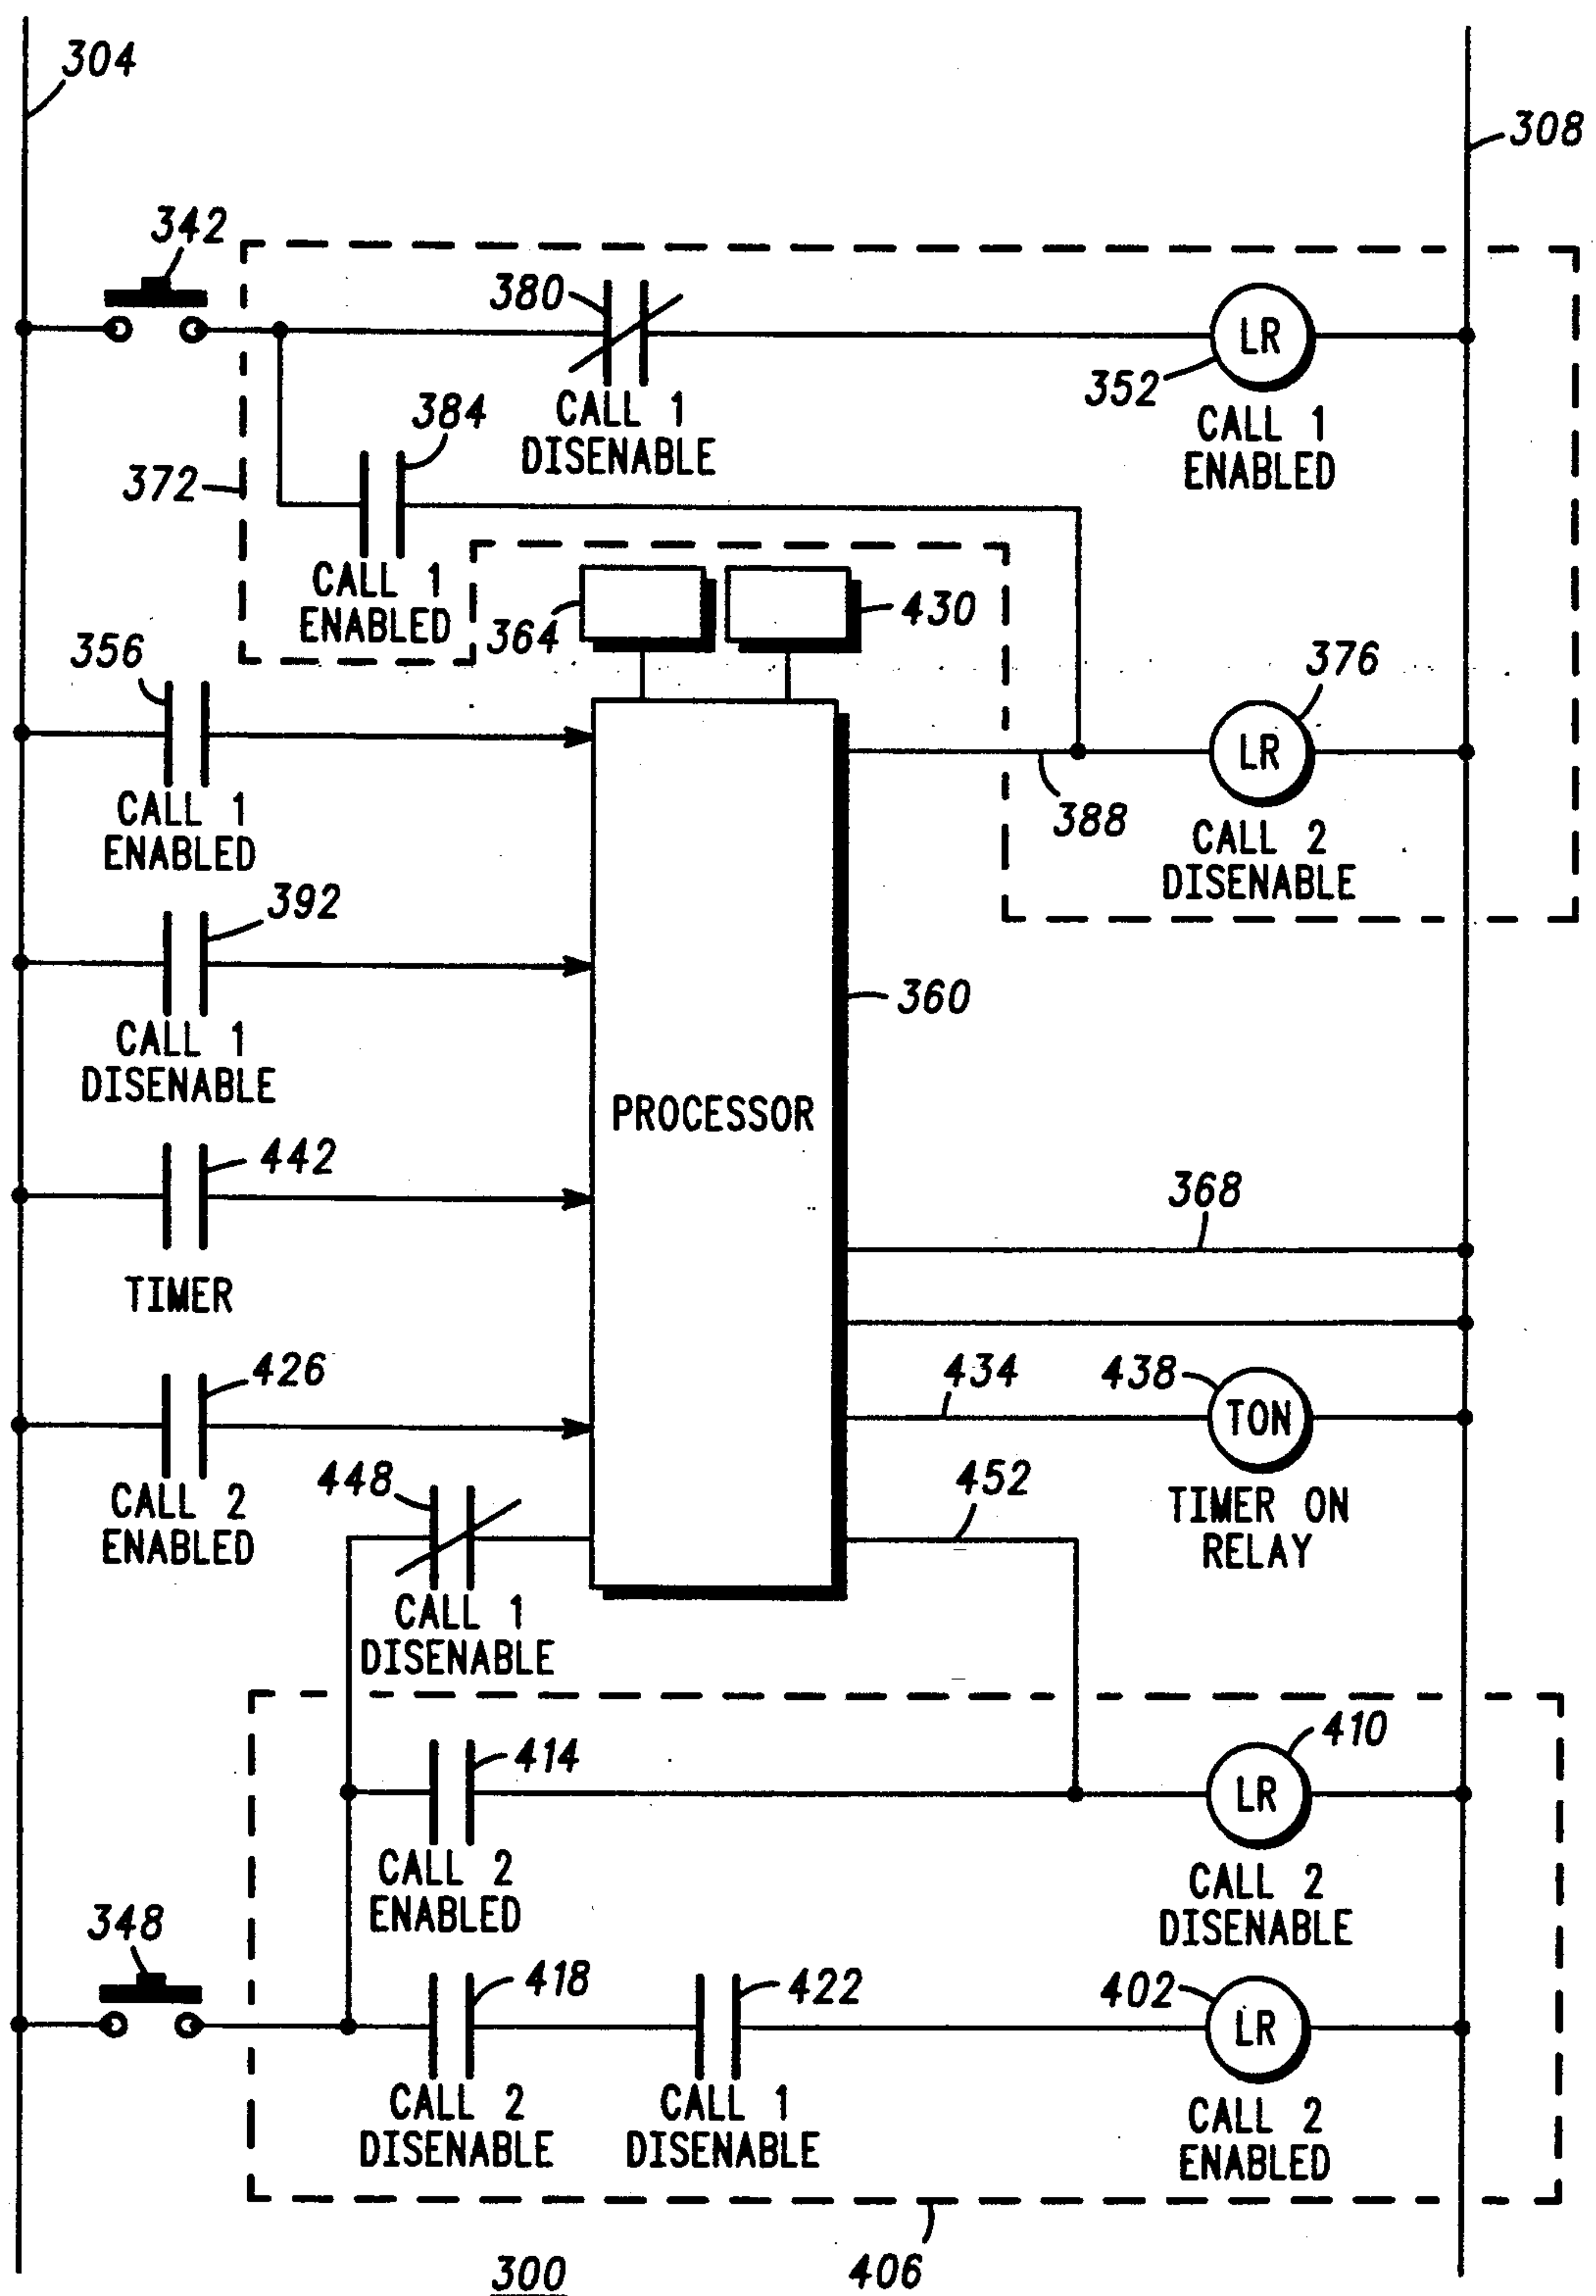 304
308
342
380
LR
352
CALL 1
DISENABLE
CALL 1
ENABLED
384
372
CALL 1
ENABLED
364
430
356
376
LR
388
CALL 1
ENABLED
CALL 2
DISENABLE
392
360
CALL 1
DISENABLE
PROCESSOR
442
368
TIMER
426
434
438
TON
CALL 2
ENABLED
448
452
TIMER ON
RELAY
CALL 1
DISENABLE
414
410
LR
CALL 2
ENABLED
CALL 2
DISENABLE
348
418
422
402
LR
CALL 2
DISENABLE
CALL 1
DISENABLE
CALL 2
ENABLED
300
406